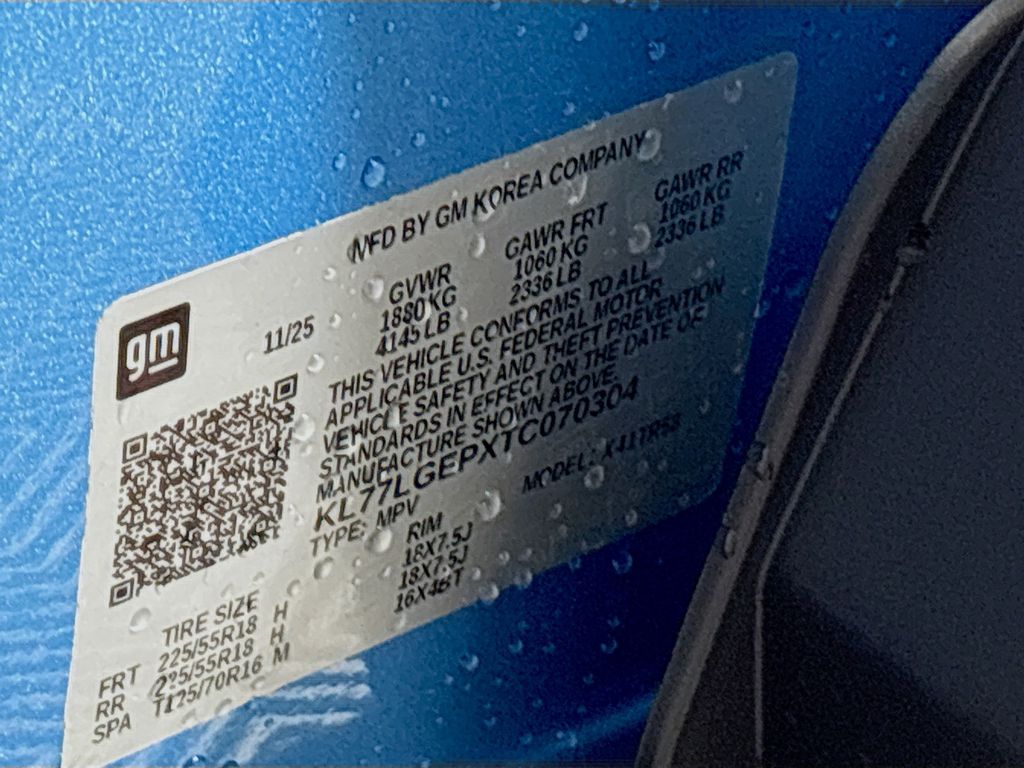 MFD BY GM KOREA COMPANY
gm
11/25
GVWR GAWR FRT GAWR RR
1880 KG 1060 KG 1060 KG
4145 LB 2336 LB 2336 LB
THIS VEHICLE CONFORMS TO ALL
APPLICABLE U.S. FEDERAL MOTOR
VEHICLE SAFETY AND THEFT PREVENTION
STANDARDS IN EFFECT ON THE DATE OF
MANUFACTURE SHOWN ABOVE.
KL77LGEPXTC070304
TYPE: MPV MODEL:
TIRE SIZE RIM
FRT 225/55R18 H 18X7.5J
RR 225/55R18 H 18X7.5J
SPA T125/70R16 M 16X4BT